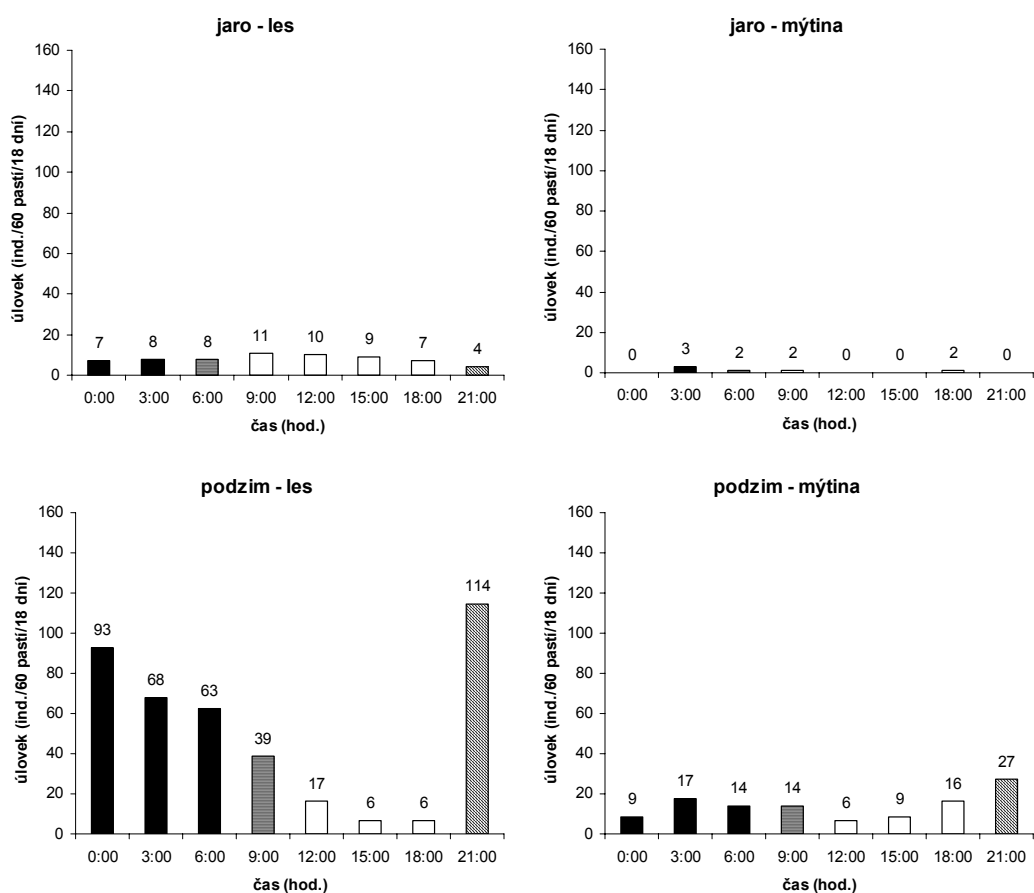 jaro - les
160
140
120
100
80
60
40
20
0
úlovek (ind./60 pastí/18 dní)
7 8 8 11 10 9 7 4
0:00 3:00 6:00 9:00 12:00 15:00 18:00 21:00
čas (hod.)
jaro - mýtina
160
140
120
100
80
60
40
20
0
úlovek (ind./60 pastí/18 dní)
0 3 2 2 0 0 2 0
0:00 3:00 6:00 9:00 12:00 15:00 18:00 21:00
čas (hod.)
podzim - les
160
140
120
100
80
60
40
20
0
úlovek (ind./60 pastí/18 dní)
93 68 63 39 17 6 6 114
0:00 3:00 6:00 9:00 12:00 15:00 18:00 21:00
čas (hod.)
podzim - mýtina
160
140
120
100
80
60
40
20
0
úlovek (ind./60 pastí/18 dní)
9 17 14 14 6 9 16 27
0:00 3:00 6:00 9:00 12:00 15:00 18:00 21:00
čas (hod.)